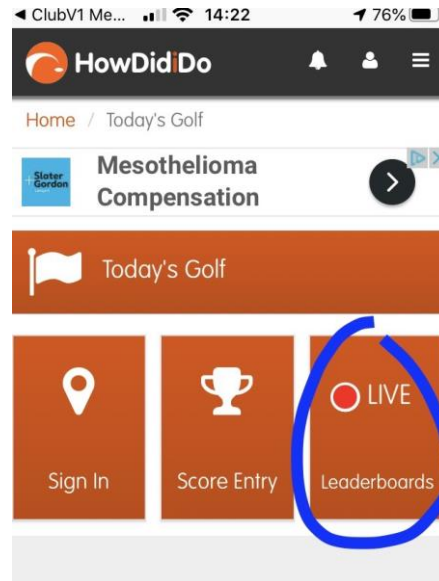 ◄ ClubV1 Me... 14:22 76%
HowDidiDo
Home / Today's Golf
Slater
+Gordon
Mesothelioma
Compensation
Today's Golf
Sign In
Score Entry
LIVE
Leaderboards